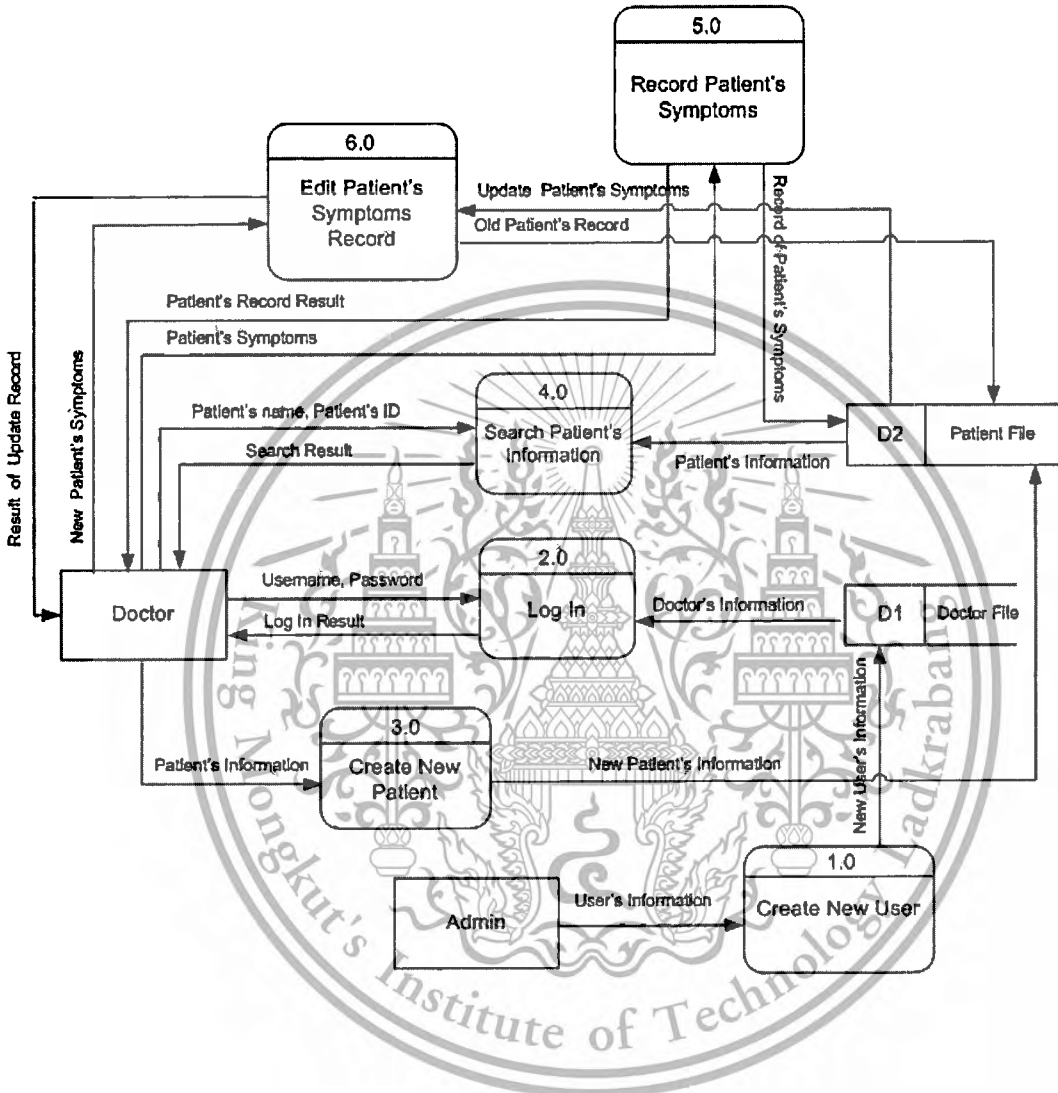 5.0
Record Patient's
Symptoms
6.0
Edit Patient's
Symptoms
Record
Update Patient's Symptoms
Old Patient's Record
Record of Patient's Symptoms
Patient's Record Result
Patient's Symptoms
Result of Update Record
New Patient's Symptoms
4.0
Search Patient's
Information
Patient's name, Patient's ID
Search Result
Patient's Information
D2
Patient File
Doctor
Username, Password
Log In Result
2.0
Log In
Doctor's Information
D1
Doctor File
New User's Information
3.0
Create New
Patient
Patient's Information
New Patient's Information
1.0
Create New User
Admin
User's Information
King Mongkut's Institute of Technology Ladkrabang